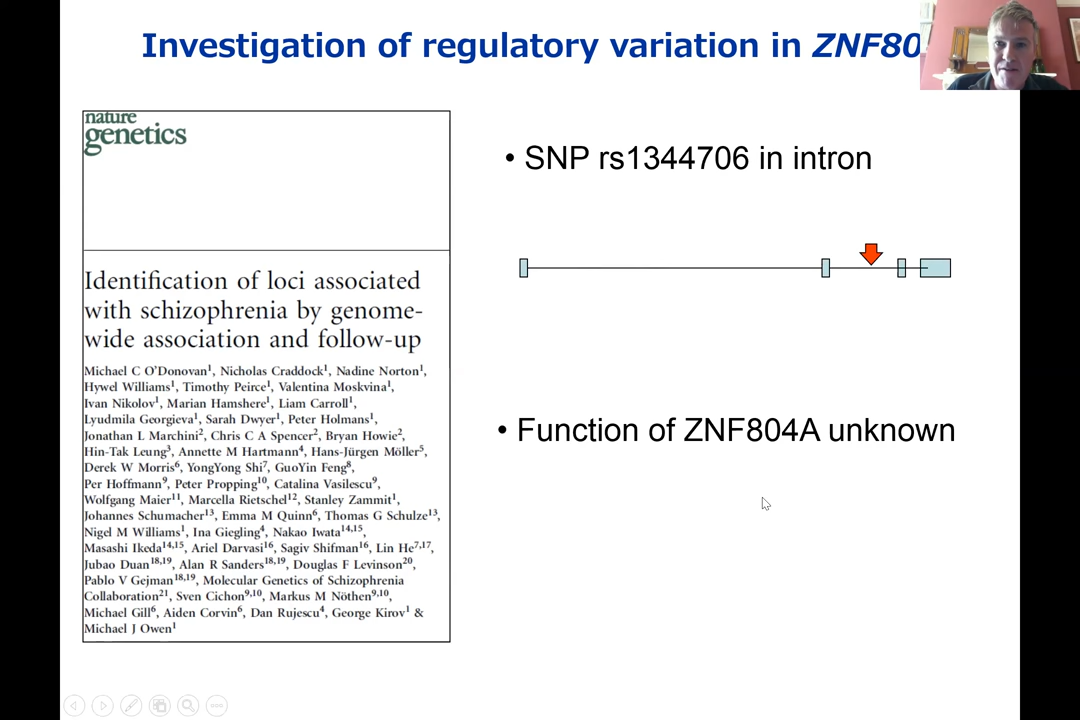 Investigation of regulatory variation in ZNF80
nature
genetics
• SNP rs1344706 in intron
Identification of loci associated
with schizophrenia by genome-
wide association and follow-up
Michael C O’Donovan1, Nicholas Craddock1, Nadine Norton1,
Hywel Williams1, Timothy Peirce1, Valentina Moskvina1,
Ivan Nikolov1, Marian Hamshere1, Liam Carroll1,
Lyudmila Georgieva1, Sarah Dwyer1, Peter Holmans1,
Jonathan L Marchini2, Chris C A Spencer2, Bryan Howie2,
Hin-Tak Leung3, Annette M Hartmann4, Hans-Jürgen Möller5,
Derek W Morris6, YongYong Shi7, GuoYin Feng8,
Per Hoffmann9, Peter Propping10, Catalina Vasilescu9,
Wolfgang Maier11, Marcella Rietschel12, Stanley Zammit1,
Johannes Schumacher13, Emma M Quinn6, Thomas G Schulze13,
Nigel M Williams1, Ina Giegling4, Nakao Iwata14,15,
Masashi Ikeda14,15, Ariel Darvasi16, Sagiv Shifman16, Lin He7,17,
Jubao Duan18,19, Alan R Sanders18,19, Douglas F Levinson20,
Pablo V Gejman18,19, Molecular Genetics of Schizophrenia
Collaboration21, Sven Cichon9,10, Markus M Nöthen9,10,
Michael Gill6, Aiden Corvin6, Dan Rujescu4, George Kirov1 &
Michael J Owen1
• Function of ZNF804A unknown